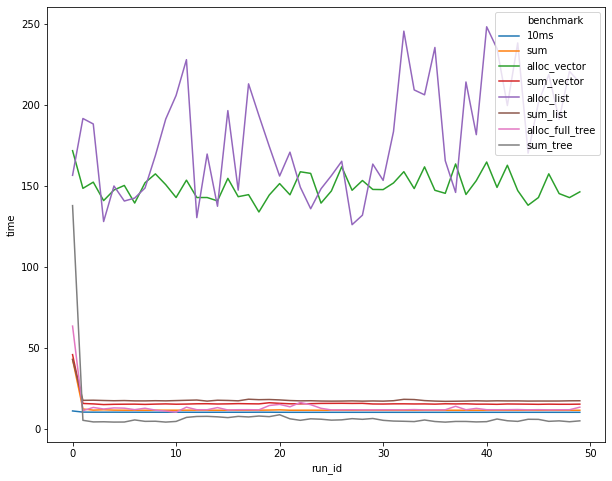 benchmark
10ms
sum
alloc_vector
sum_vector
alloc_list
sum_list
alloc_full_tree
sum_tree
250
200
150
100
50
0
time
0 10 20 30 40 50
run_id